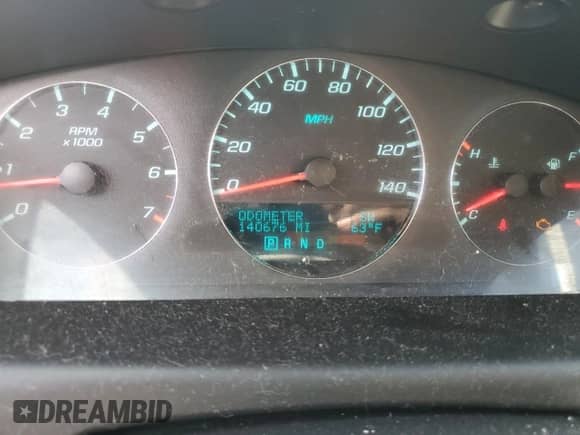 0 1 2 3 4 5 6 7
RPM
x1000
0 20 40 60 80 100 120 140
MPH
ODOMETER SW
140676 MI 63°F
P R N D
H F
C E
DREAMBID